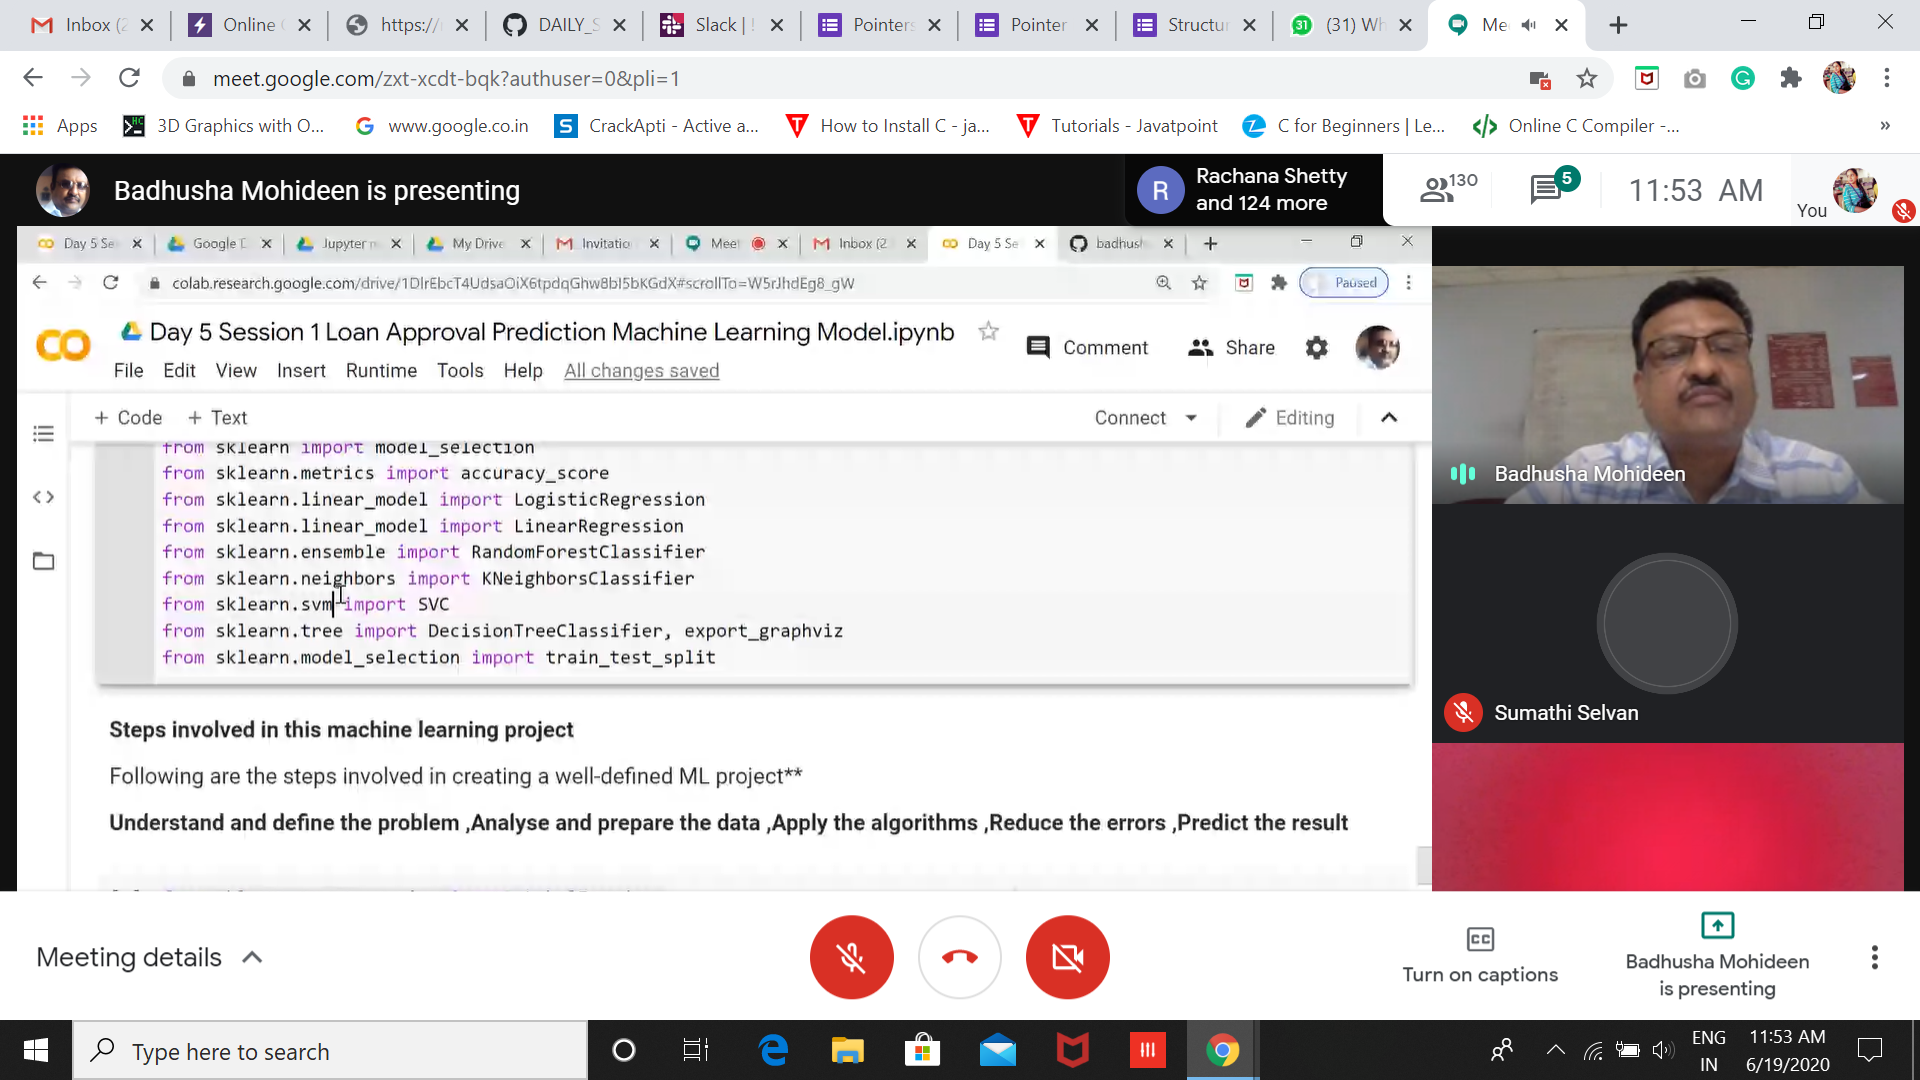 Inbox (2
Online
https://
DAILY_S
Slack |
Pointers
Pointer
Structur
(31) Wh
Me
meet.google.com/zxt-xcdt-bqk?authuser=0&pli=1
Apps
3D Graphics with O...
www.google.co.in
CrackApti - Active a...
How to Install C - ja...
Tutorials - Javatpoint
C for Beginners | Le...
Online C Compiler -...
»
Badhusha Mohideen is presenting
R
Rachana Shetty
and 124 more
130
5
11:53 AM
You
Day 5 Se
Google D
Jupyter n
My Drive
Invitatio
Meet
Inbox (2
Day 5 Se
badhush
colab.research.google.com/drive/1DlrEbcT4UdsaOiX6tpdqGhw8bI5bKGdX#scrollTo=W5rJhdEg8_gW
Paused
Day 5 Session 1 Loan Approval Prediction Machine Learning Model.ipynb
Comment
Share
File Edit View Insert Runtime Tools Help All changes saved
+ Code + Text
Connect
Editing
from sklearn import model_selection
from sklearn.metrics import accuracy_score
from sklearn.linear_model import LogisticRegression
from sklearn.linear_model import LinearRegression
from sklearn.ensemble import RandomForestClassifier
from sklearn.neighbors import KNeighborsClassifier
from sklearn.svm import SVC
from sklearn.tree import DecisionTreeClassifier, export_graphviz
from sklearn.model_selection import train_test_split
Steps involved in this machine learning project
Following are the steps involved in creating a well-defined ML project**
Understand and define the problem ,Analyse and prepare the data ,Apply the algorithms ,Reduce the errors ,Predict the result
Badhusha Mohideen
Sumathi Selvan
Meeting details
Turn on captions
Badhusha Mohideen
is presenting
Type here to search
ENG
IN
11:53 AM
6/19/2020